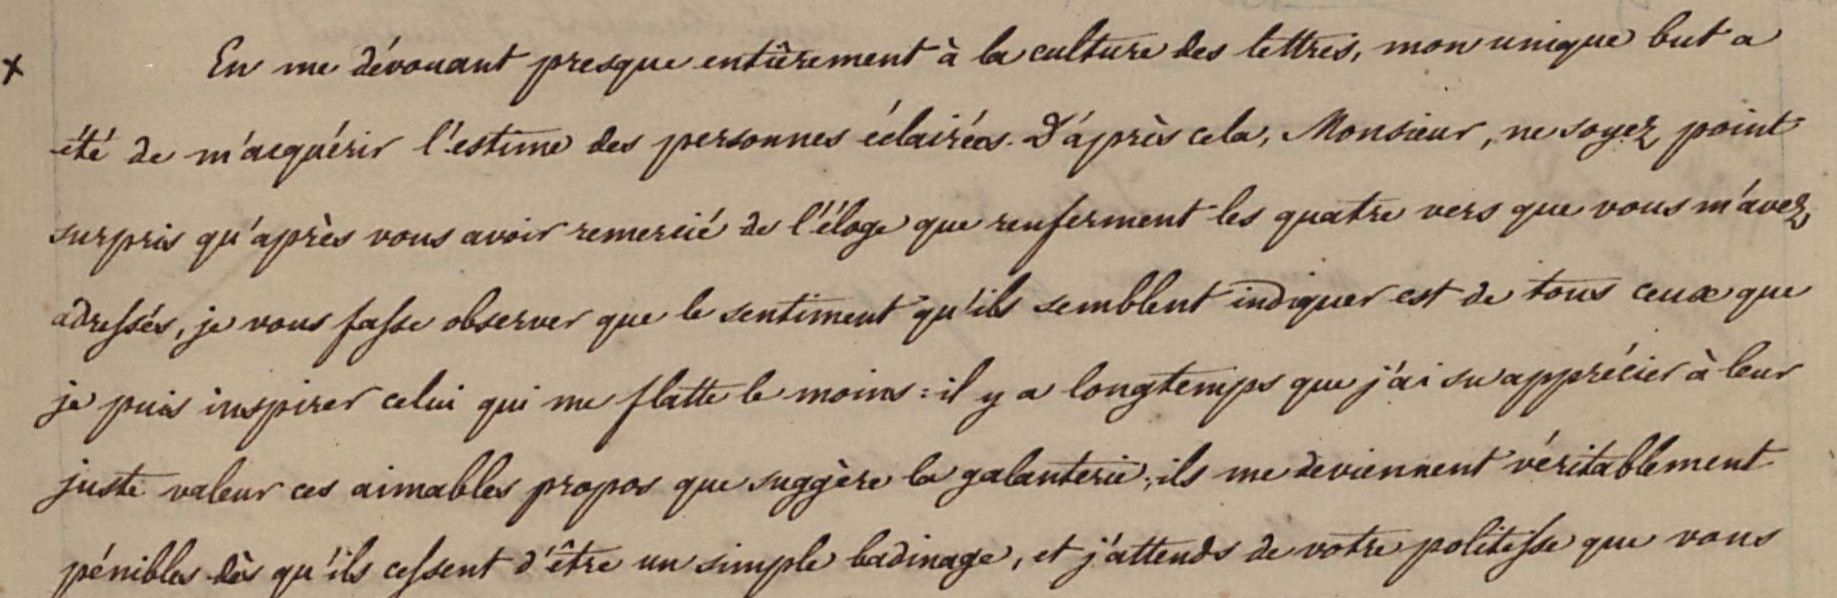 x En me dévouant presque entièrement à la culture des lettres, mon unique but a
été de m'acquérir l'estime des personnes éclairées. D'après cela, Monsieur, ne soyez point
surpris qu'après vous avoir remercié de l'éloge que renferment les quatre vers que vous m'avez
adressés, je vous fasse observer que le sentiment qu'ils semblent indiquer est de tous ceux que
je puis inspirer celui qui me flatte le moins : il y a longtemps que j'ai su apprécier à leur
juste valeur ces aimables propos que suggère la galanterie ; ils me deviennent véritablement
pénibles dès qu'ils cessent d'être un simple badinage, et j'attends de votre politesse que vous